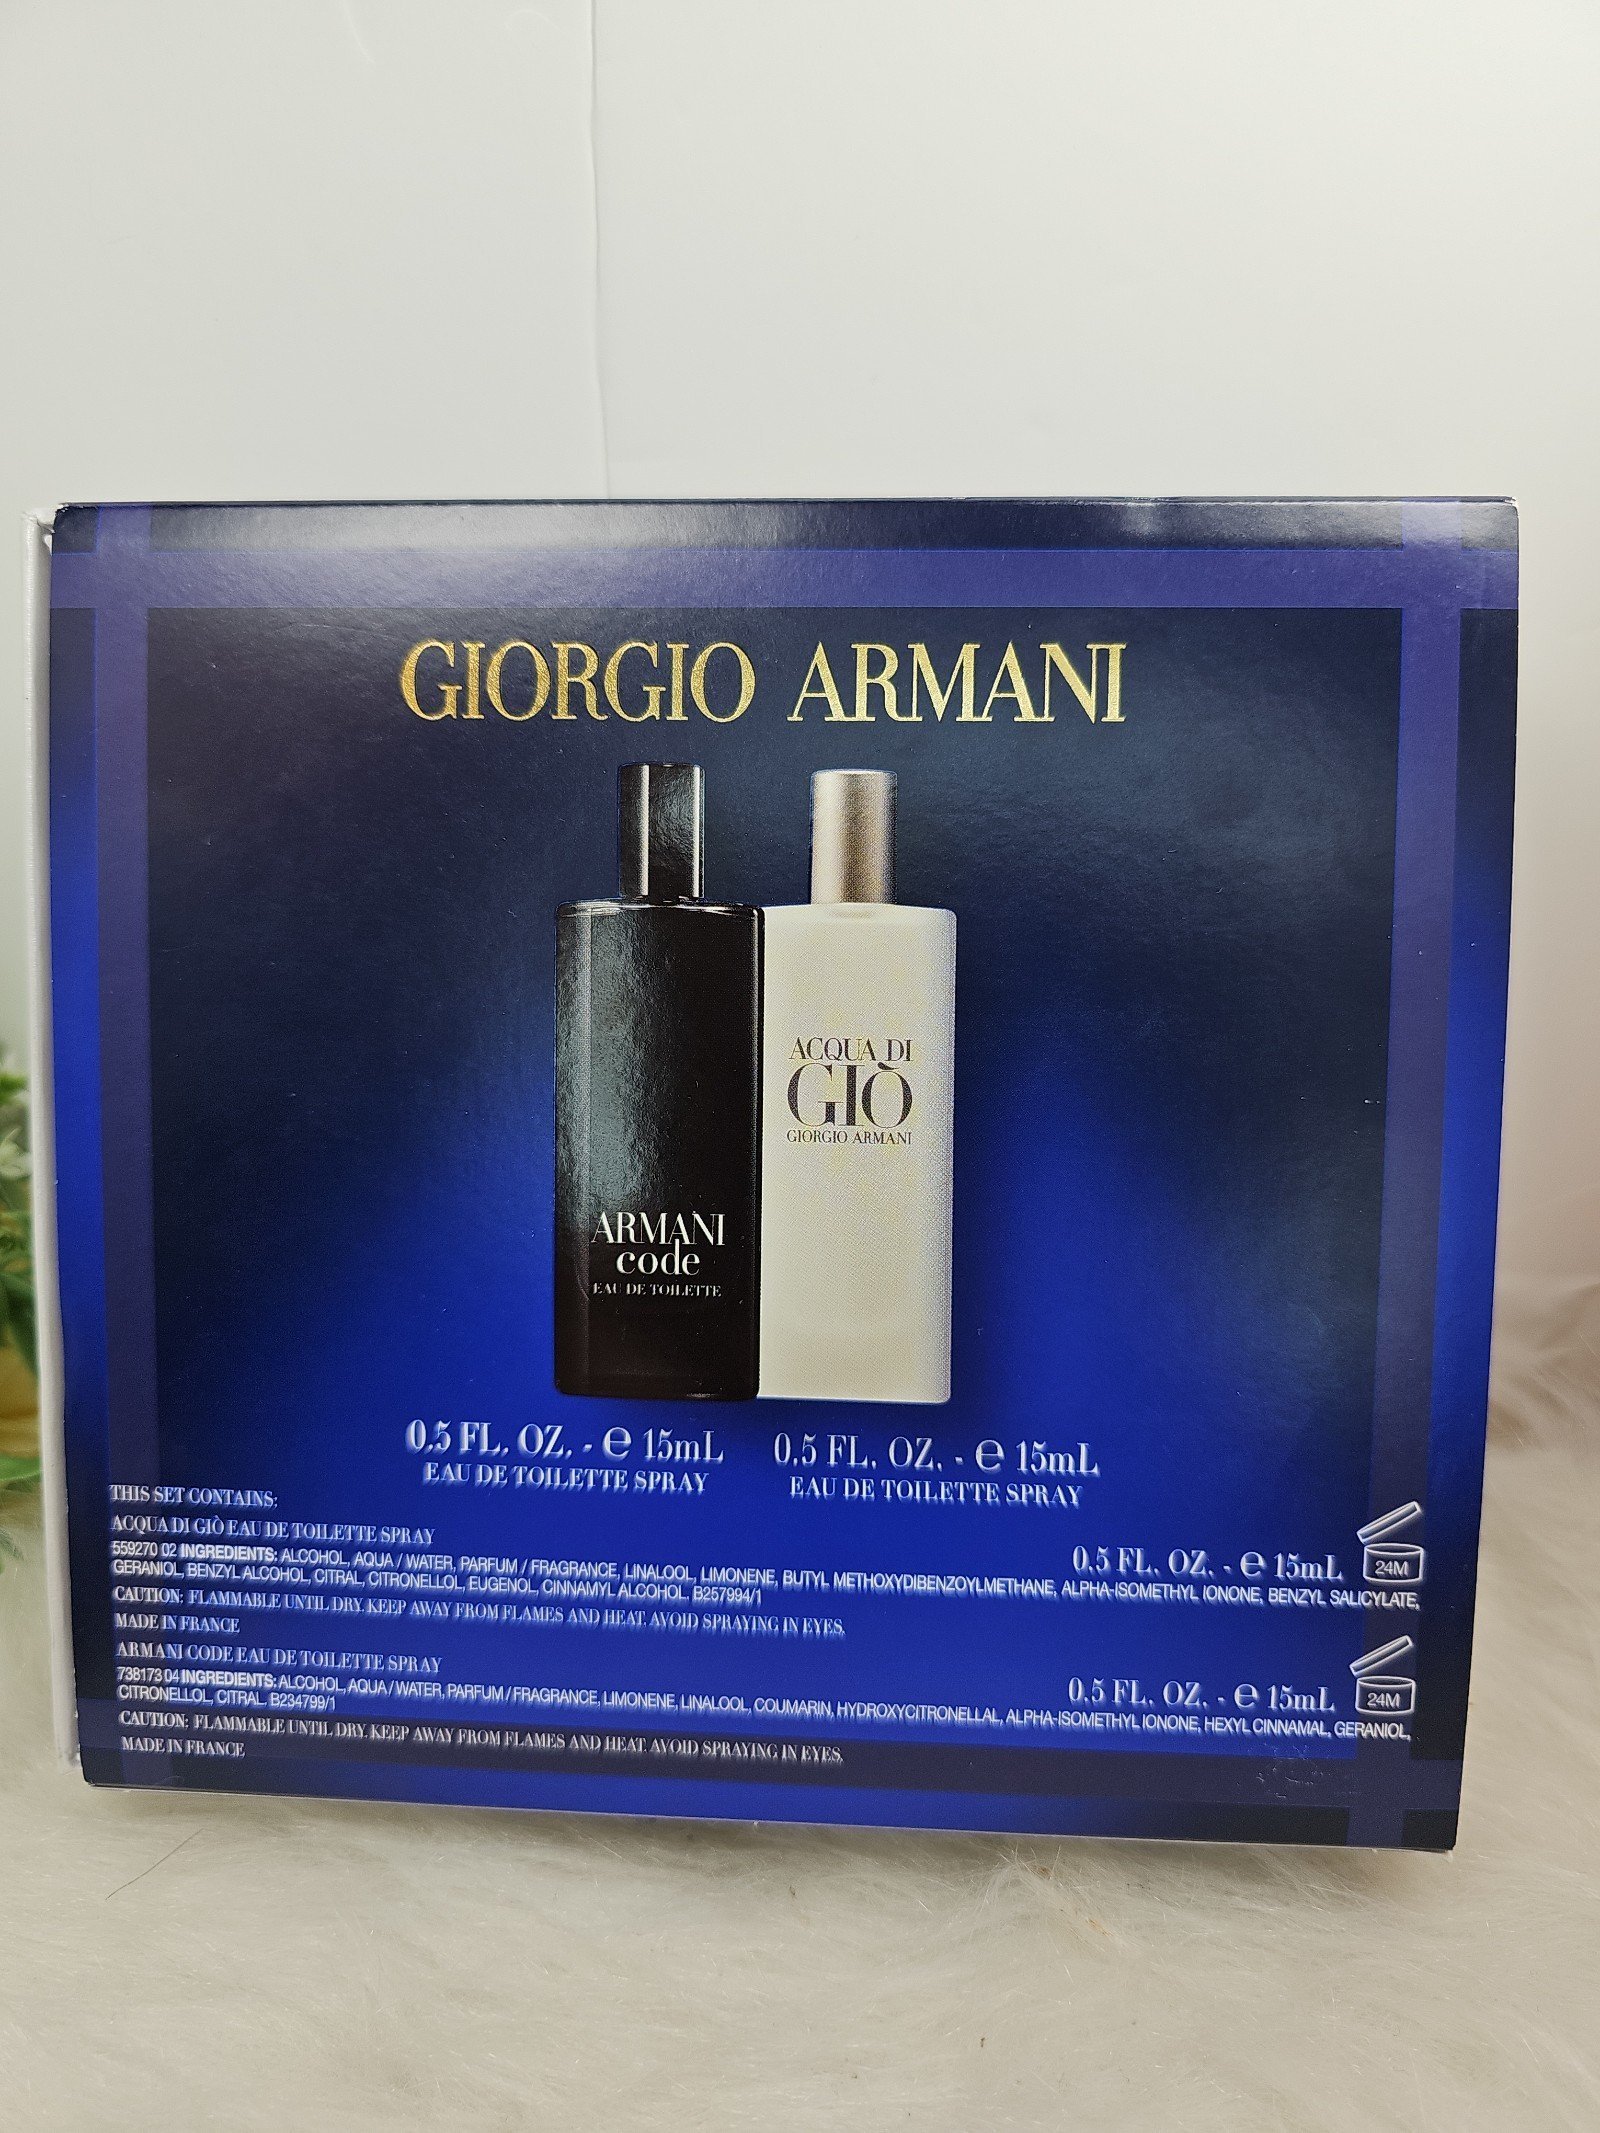 GIORGIO ARMANI
ARMANI
code
EAU DE TOILETTE
ACQUA DI
GIÒ
GIORGIO ARMANI
0.5 FL. OZ. - ℮ 15mL
EAU DE TOILETTE SPRAY
0.5 FL. OZ. - ℮ 15mL
EAU DE TOILETTE SPRAY
THIS SET CONTAINS:
ACQUA DI GIÒ EAU DE TOILETTE SPRAY
0.5 FL. OZ. - ℮ 15mL
24M
559270 02 INGREDIENTS: ALCOHOL, AQUA / WATER, PARFUM / FRAGRANCE, LINALOOL, LIMONENE, BUTYL METHOXYDIBENZOYLMETHANE, ALPHA-ISOMETHYL IONONE, BENZYL SALICYLATE,
GERANIOL, BENZYL ALCOHOL, CITRAL, CITRONELLOL, EUGENOL, CINNAMYL ALCOHOL. B257994/1
CAUTION: FLAMMABLE UNTIL DRY. KEEP AWAY FROM FLAMES AND HEAT. AVOID SPRAYING IN EYES.
MADE IN FRANCE
ARMANI CODE EAU DE TOILETTE SPRAY
0.5 FL. OZ. - ℮ 15mL
24M
738173 04 INGREDIENTS: ALCOHOL, AQUA / WATER, PARFUM / FRAGRANCE, LIMONENE, LINALOOL, COUMARIN, HYDROXYCITRONELLAL, ALPHA-ISOMETHYL IONONE, HEXYL CINNAMAL, GERANIOL,
CITRONELLOL, CITRAL. B234799/1
CAUTION: FLAMMABLE UNTIL DRY. KEEP AWAY FROM FLAMES AND HEAT. AVOID SPRAYING IN EYES.
MADE IN FRANCE